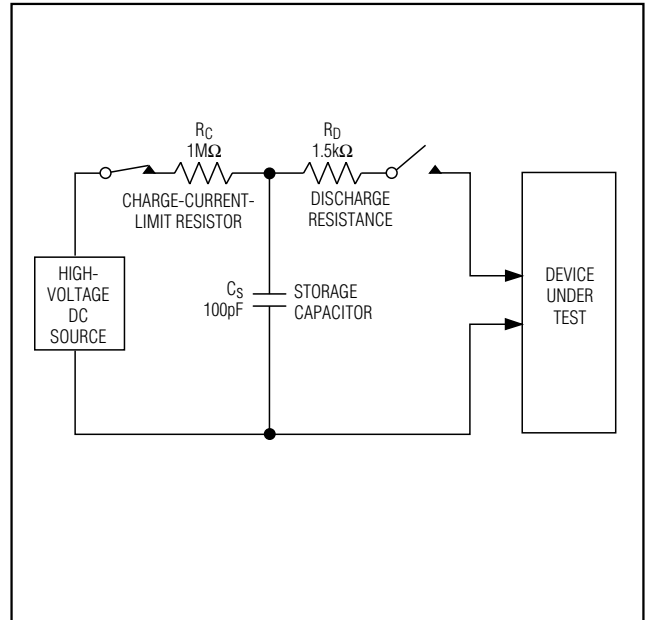 R_C
1MΩ
CHARGE-CURRENT-
LIMIT RESISTOR
R_D
1.5kΩ
DISCHARGE
RESISTANCE
HIGH-
VOLTAGE
DC
SOURCE
C_S
100pF
STORAGE
CAPACITOR
DEVICE
UNDER
TEST